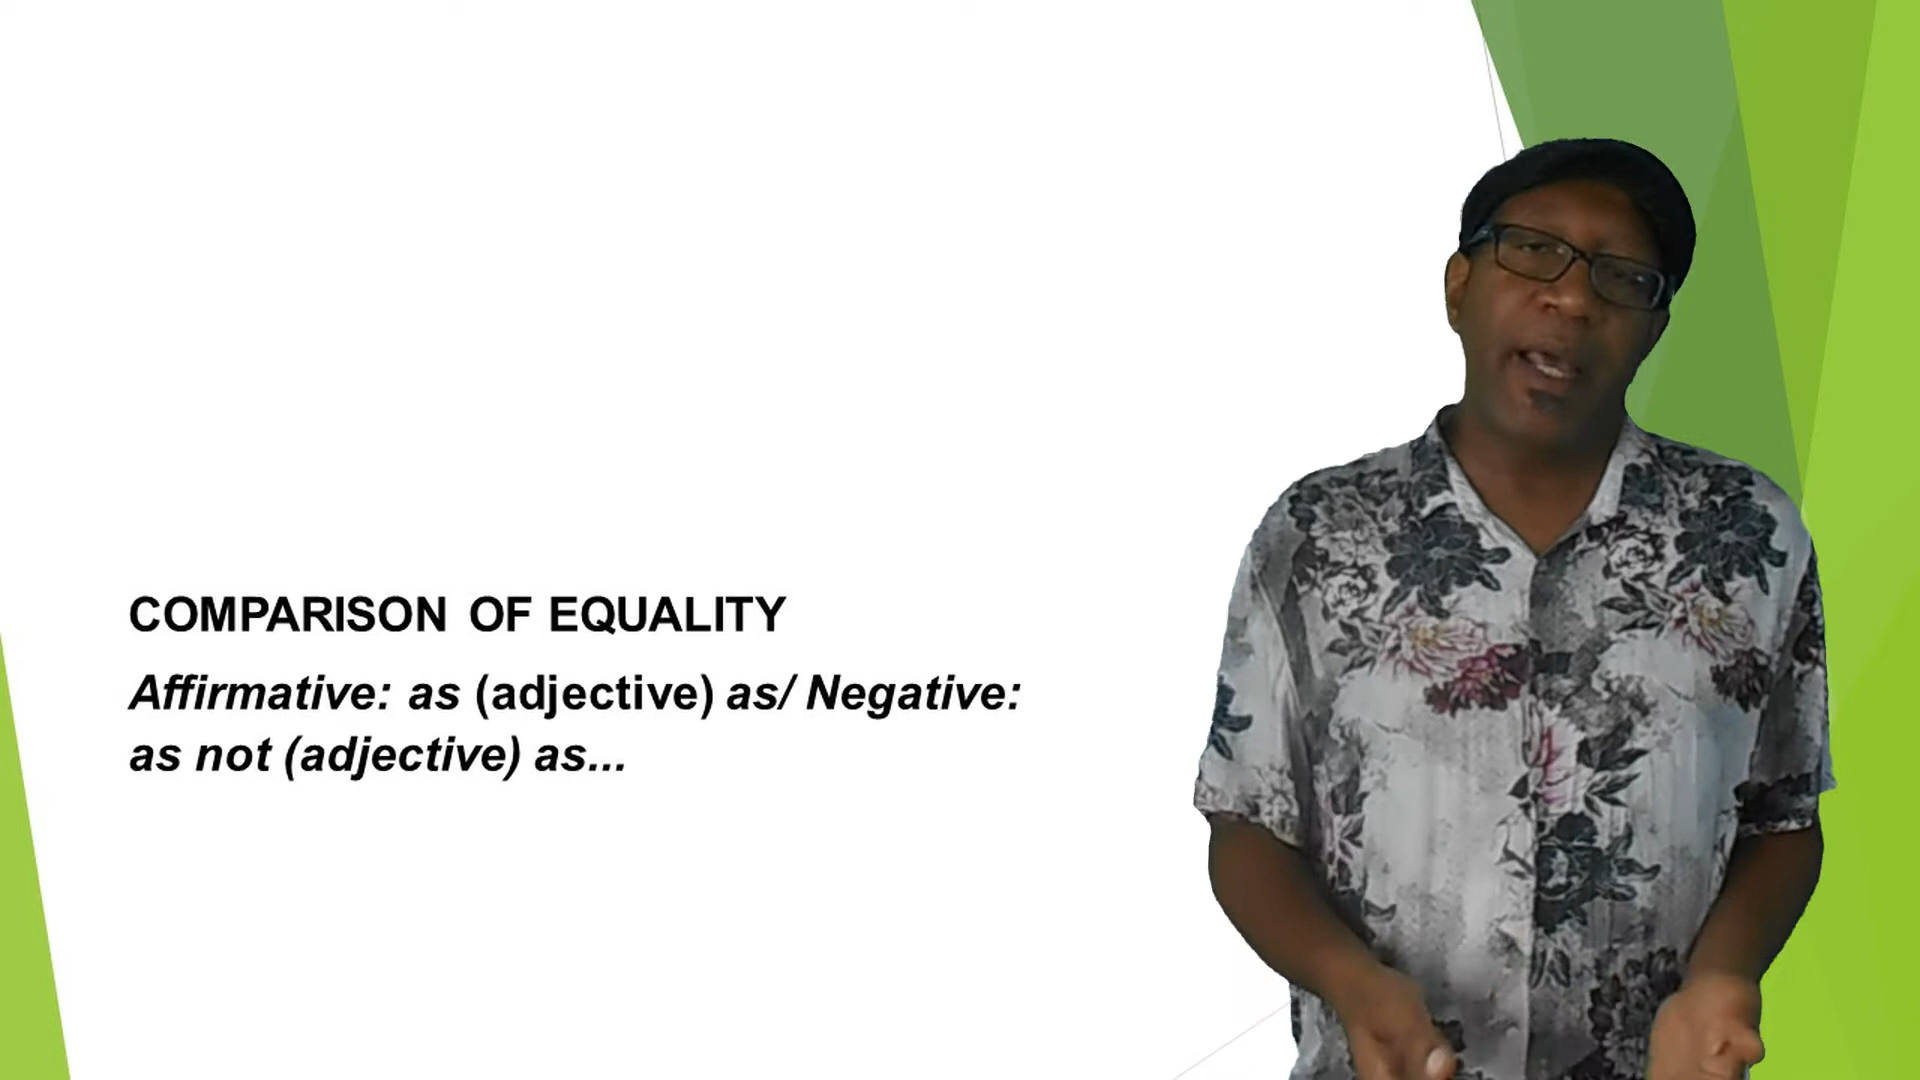 COMPARISON OF EQUALITY
Affirmative: as (adjective) as/ Negative:
as not (adjective) as...